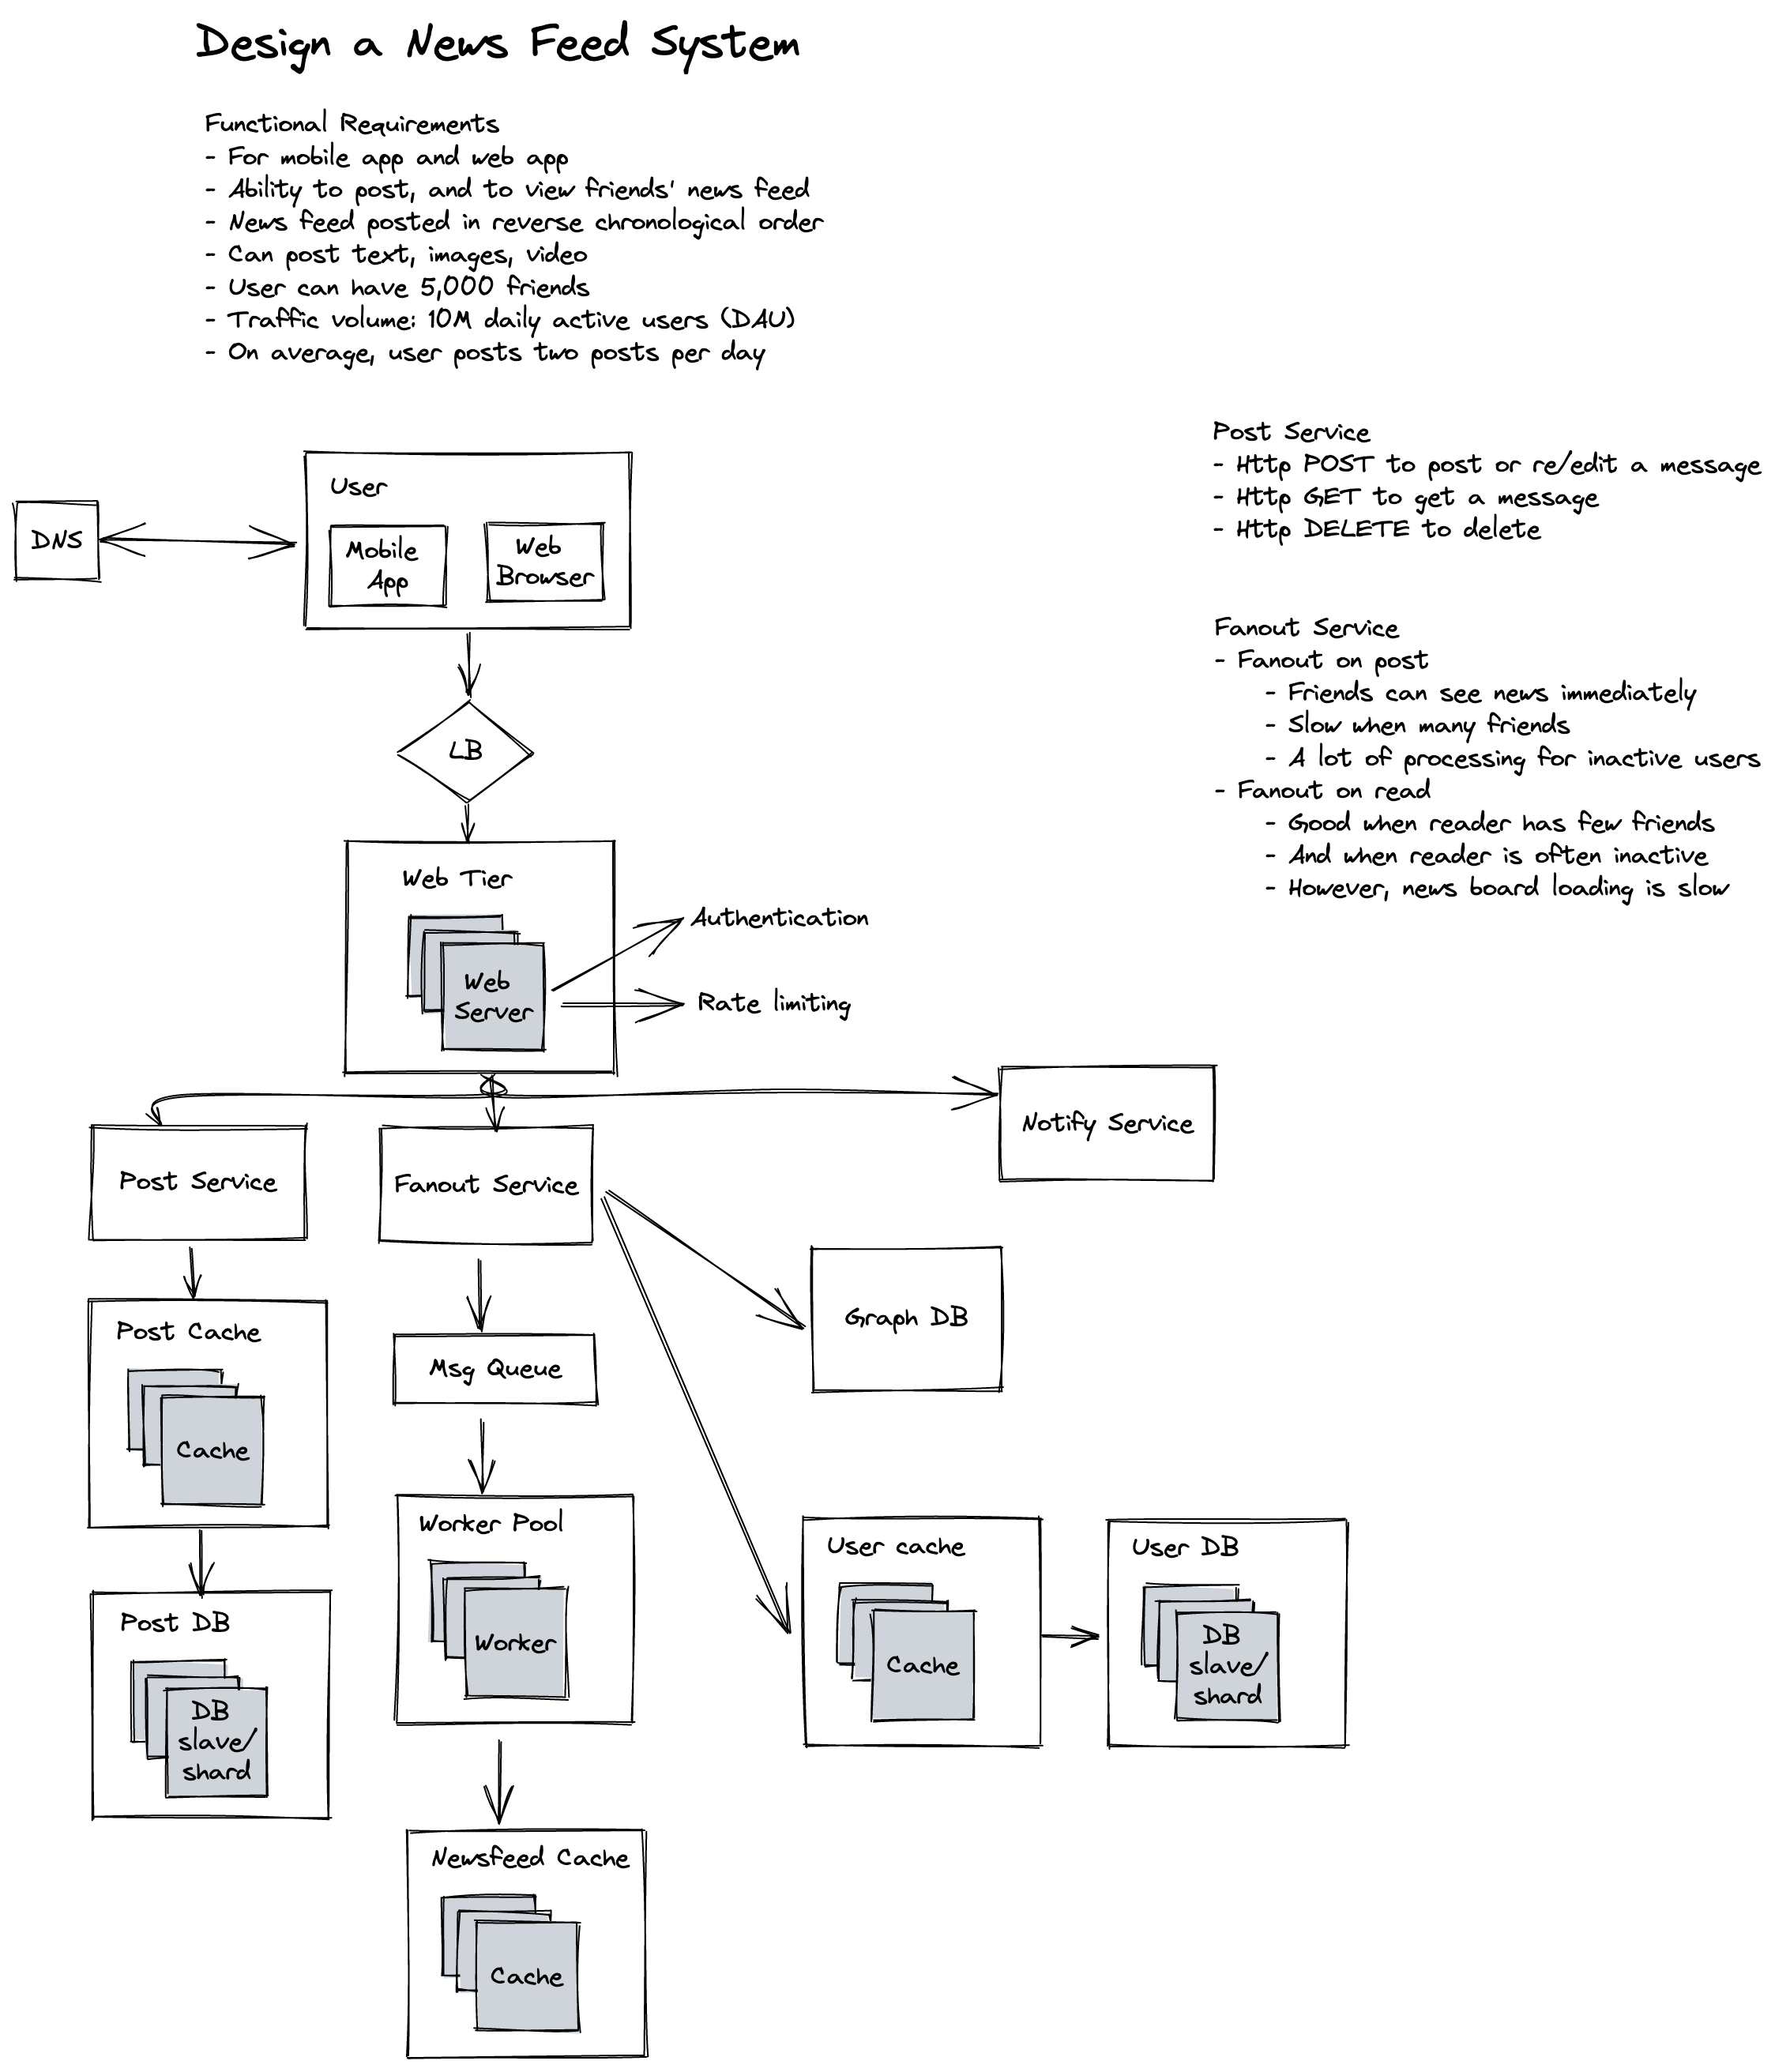 Design a News Feed System
Functional Requirements
- For mobile app and web app
- Ability to post, and to view friends' news feed
- News feed posted in reverse chronological order
- Can post text, images, video
- User can have 5,000 friends
- Traffic volume: 10M daily active users (DAU)
- On average, user posts two posts per day
Post Service
- Http POST to post or re/edit a message
- Http GET to get a message
- Http DELETE to delete
Fanout Service
- Fanout on post
- Friends can see news immediately
- Slow when many friends
- A lot of processing for inactive users
- Fanout on read
- Good when reader has few friends
- And when reader is often inactive
- However, news board loading is slow
DNS
User
Mobile
App
Web
Browser
LB
Web Tier
Web
Server
Authentication
Rate limiting
Post Service
Fanout Service
Notify Service
Post Cache
Cache
Msg Queue
Graph DB
Post DB
DB
slave/
shard
Worker Pool
Worker
User cache
Cache
User DB
DB
slave/
shard
Newsfeed Cache
Cache